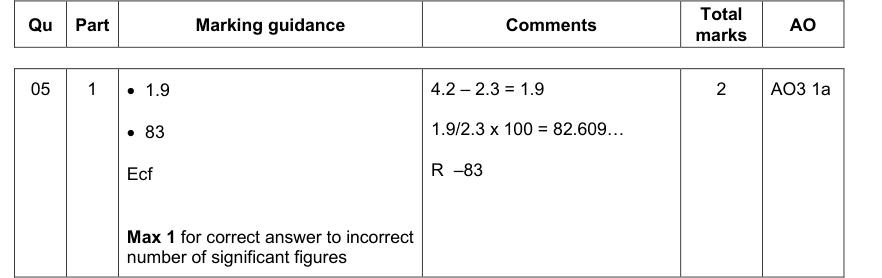 Qu Part Marking guidance Comments Total marks AO
05 1 • 1.9 4.2 – 2.3 = 1.9 2 AO3 1a
• 83 1.9/2.3 x 100 = 82.609…
Ecf R –83
Max 1 for correct answer to incorrect
number of significant figures